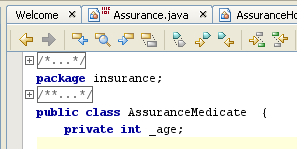 Welcome Assurance.java AssuranceHo
/*...*/
package insurance;
/**...*/
public class AssuranceMedicate {
private int _age;